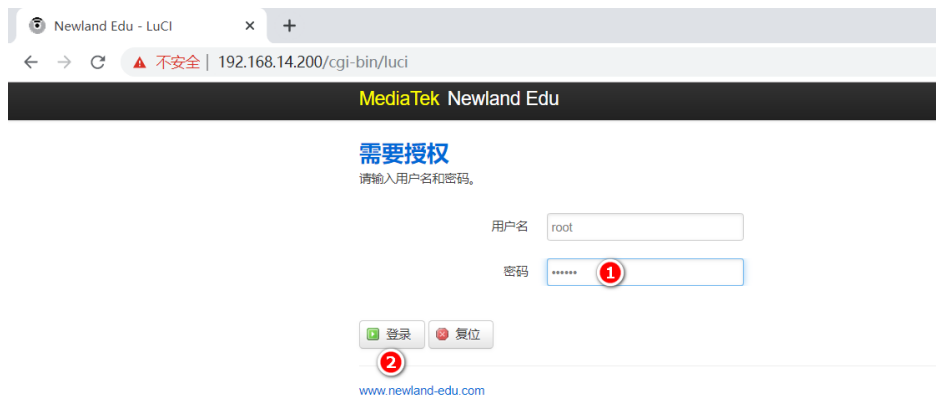 Newland Edu - LuCI
不安全 | 192.168.14.200/cgi-bin/luci
MediaTek Newland Edu
需要授权
请输入用户名和密码。
用户名 root
密码 •••••• 1
登录 复位
2
www.newland-edu.com